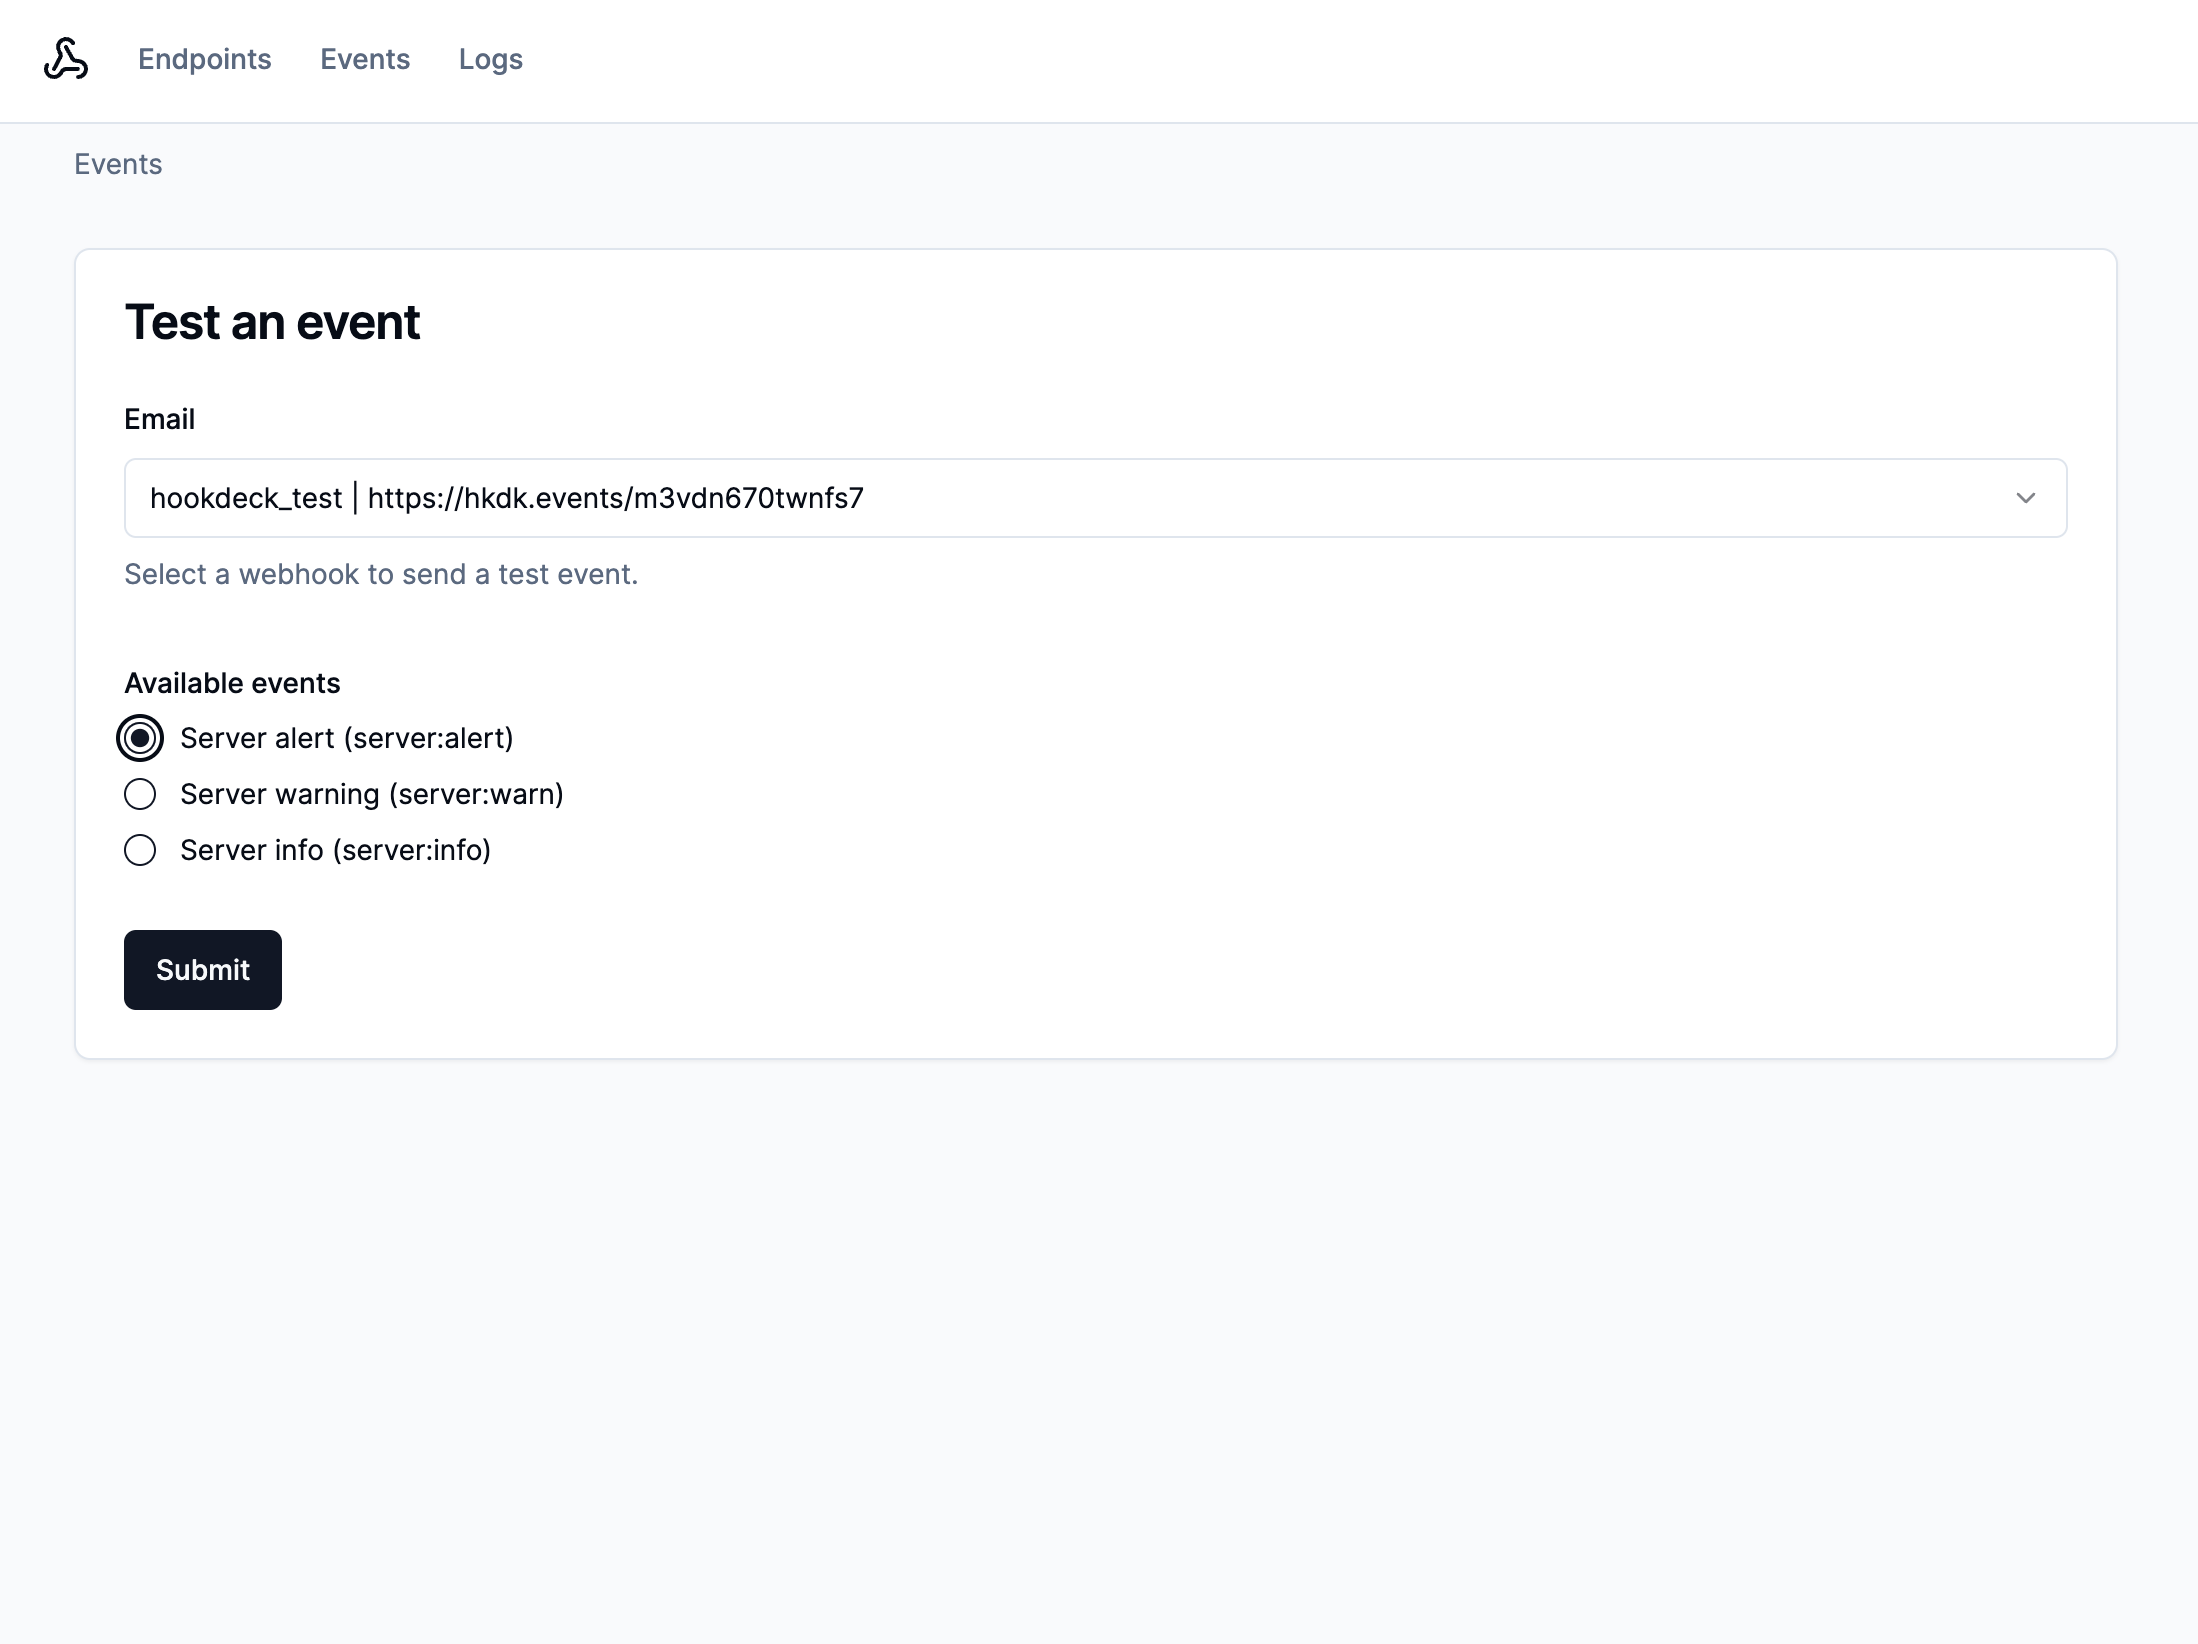 Endpoints Events Logs
Events
Test an event
Email
hookdeck_test | https://hkdk.events/m3vdn670twnfs7
Select a webhook to send a test event.
Available events
Server alert (server:alert)
Server warning (server:warn)
Server info (server:info)
Submit